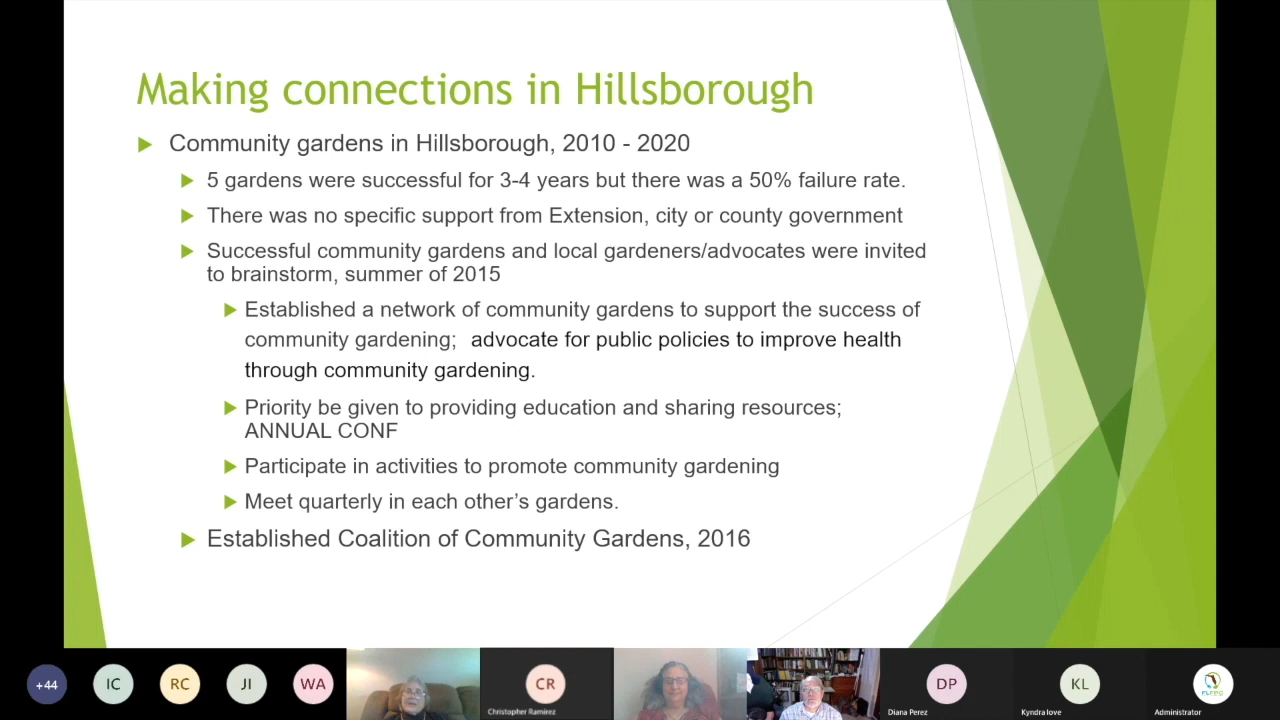 Making connections in Hillsborough
Community gardens in Hillsborough, 2010 - 2020
5 gardens were successful for 3-4 years but there was a 50% failure rate.
There was no specific support from Extension, city or county government
Successful community gardens and local gardeners/advocates were invited
to brainstorm, summer of 2015
Established a network of community gardens to support the success of
community gardening; advocate for public policies to improve health
through community gardening.
Priority be given to providing education and sharing resources;
ANNUAL CONF
Participate in activities to promote community gardening
Meet quarterly in each other’s gardens.
Established Coalition of Community Gardens, 2016
+44
IC
RC
JI
WA
CR
Christopher Ramirez
DP
Diana Perez
KL
Kyndra love
FLFPC
Administrator